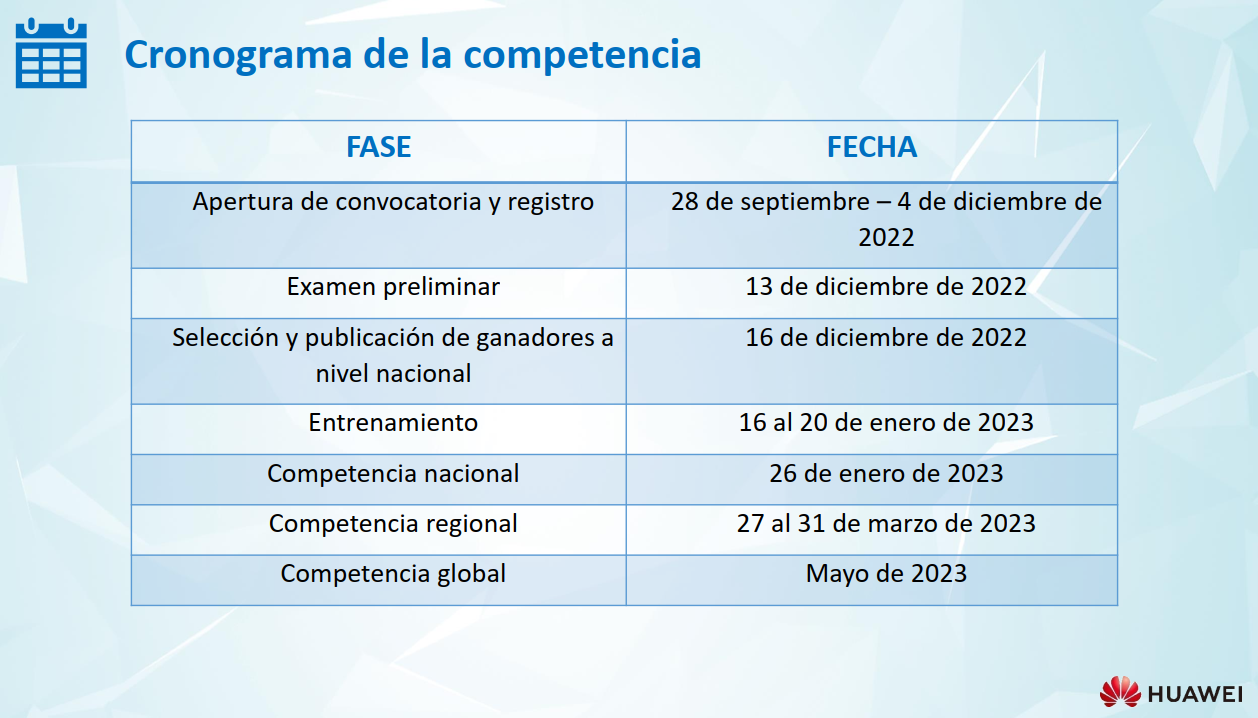 Cronograma de la competencia
FASE
FECHA
Apertura de convocatoria y registro
28 de septiembre – 4 de diciembre de
2022
Examen preliminar
13 de diciembre de 2022
Selección y publicación de ganadores a
nivel nacional
16 de diciembre de 2022
Entrenamiento
16 al 20 de enero de 2023
Competencia nacional
26 de enero de 2023
Competencia regional
27 al 31 de marzo de 2023
Competencia global
Mayo de 2023
HUAWEI